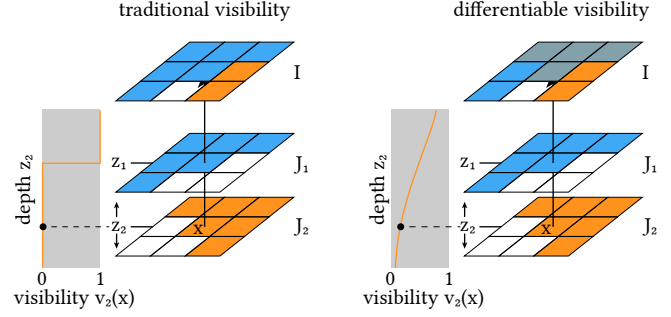 traditional visibility
I
z₁
J₁
depth z₂
z₂
x
J₂
0 1
visibility v₂(x)
differentiable visibility
I
z₁
J₁
depth z₂
z₂
x
J₂
0 1
visibility v₂(x)